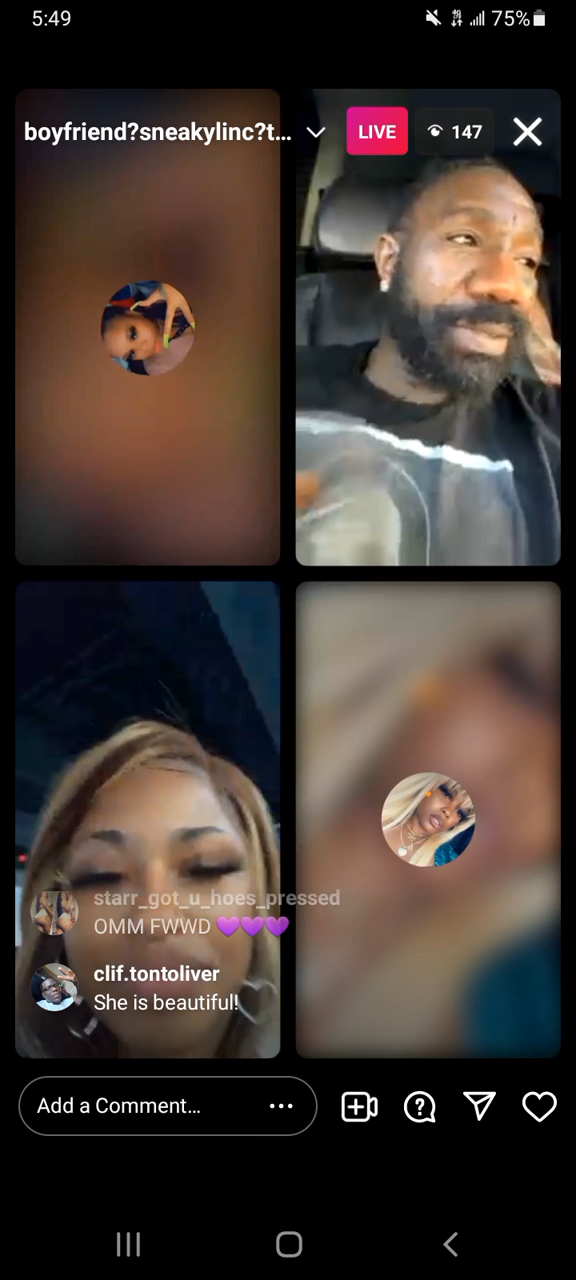 5:49
75%
boyfriend?sneakylinc?t...
LIVE
147
starr_got_u_hoes_pressed
OMM FWWD 💜💜💜
clif.tontoliver
She is beautiful!
Add a Comment...